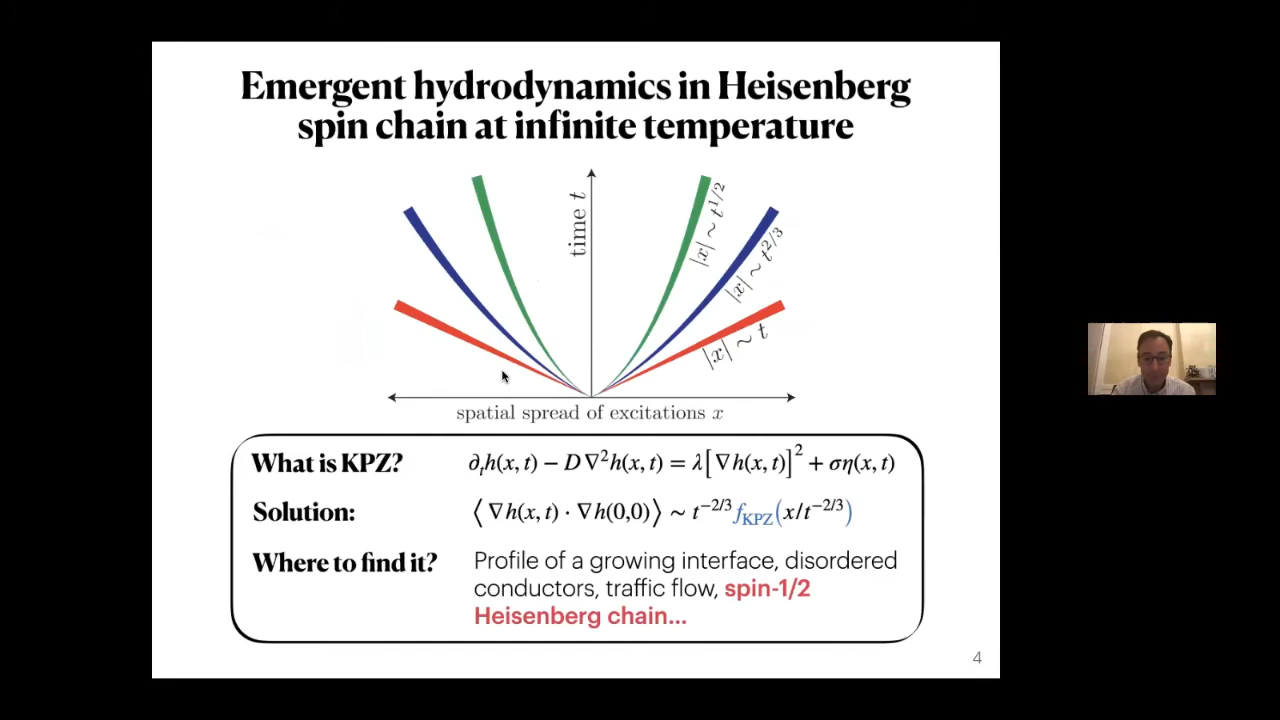 Emergent hydrodynamics in Heisenberg
spin chain at infinite temperature
time t
|x| ~ t^{1/2}
|x| ~ t^{2/3}
|x| ~ t
spatial spread of excitations x
What is KPZ? ∂_t h(x, t) − D∇²h(x, t) = λ[∇h(x, t)]² + ση(x, t)
Solution: ⟨∇h(x, t) · ∇h(0,0)⟩ ~ t^{−2/3} f_{KPZ}(x/t^{−2/3})
Where to find it? Profile of a growing interface, disordered
conductors, traffic flow, spin-1/2
Heisenberg chain...
4